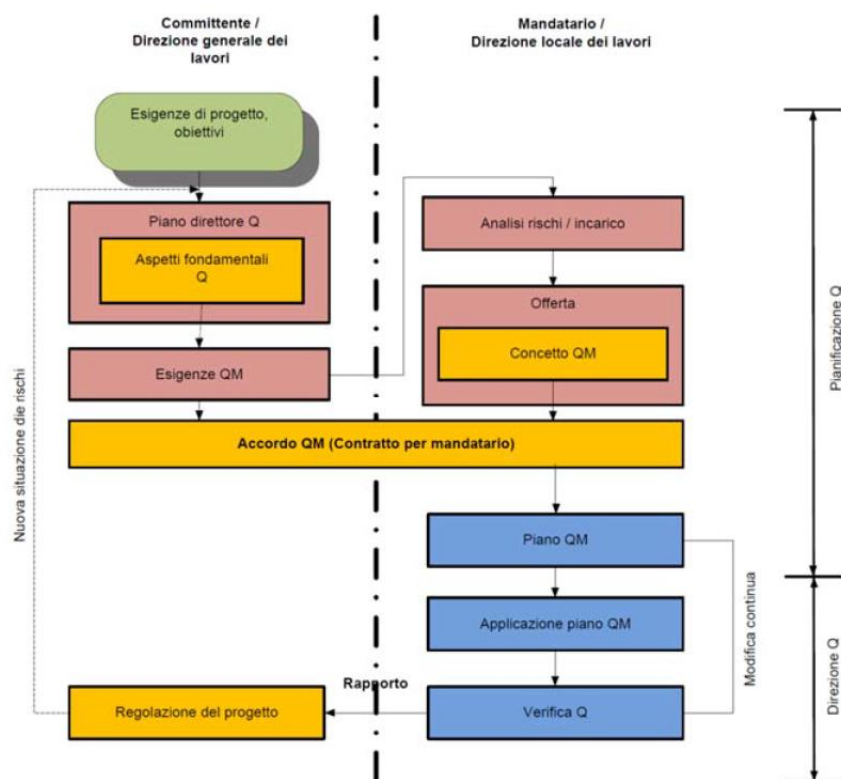 Committente /
Direzione generale dei
lavori
Mandatario /
Direzione locale dei lavori
Esigenze di progetto,
obiettivi
Piano direttore Q
Aspetti fondamentali
Q
Analisi rischi / incarico
Offerta
Concetto QM
Esigenze QM
Accordo QM (Contratto per mandatario)
Piano QM
Applicazione piano QM
Rapporto
Regolazione del progetto
Verifica Q
Nuova situazione die rischi
Modifica continua
Pianificazione Q
Direzione Q